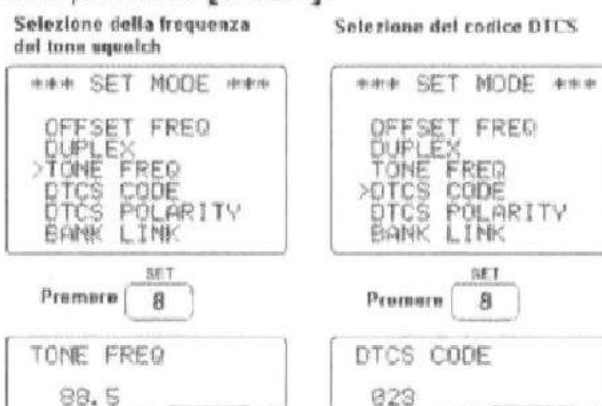 Selezione della frequenza
del tone squelch
*** SET MODE ***
OFFSET FREQ
DUPLEX
>TONE FREQ
DTCS CODE
DTCS POLARITY
BANK LINK
SET
Premere 8
TONE FREQ
88.5
Selezione del codice DTCS
*** SET MODE ***
OFFSET FREQ
DUPLEX
TONE FREQ
>DTCS CODE
DTCS POLARITY
BANK LINK
SET
Premere 8
DTCS CODE
023